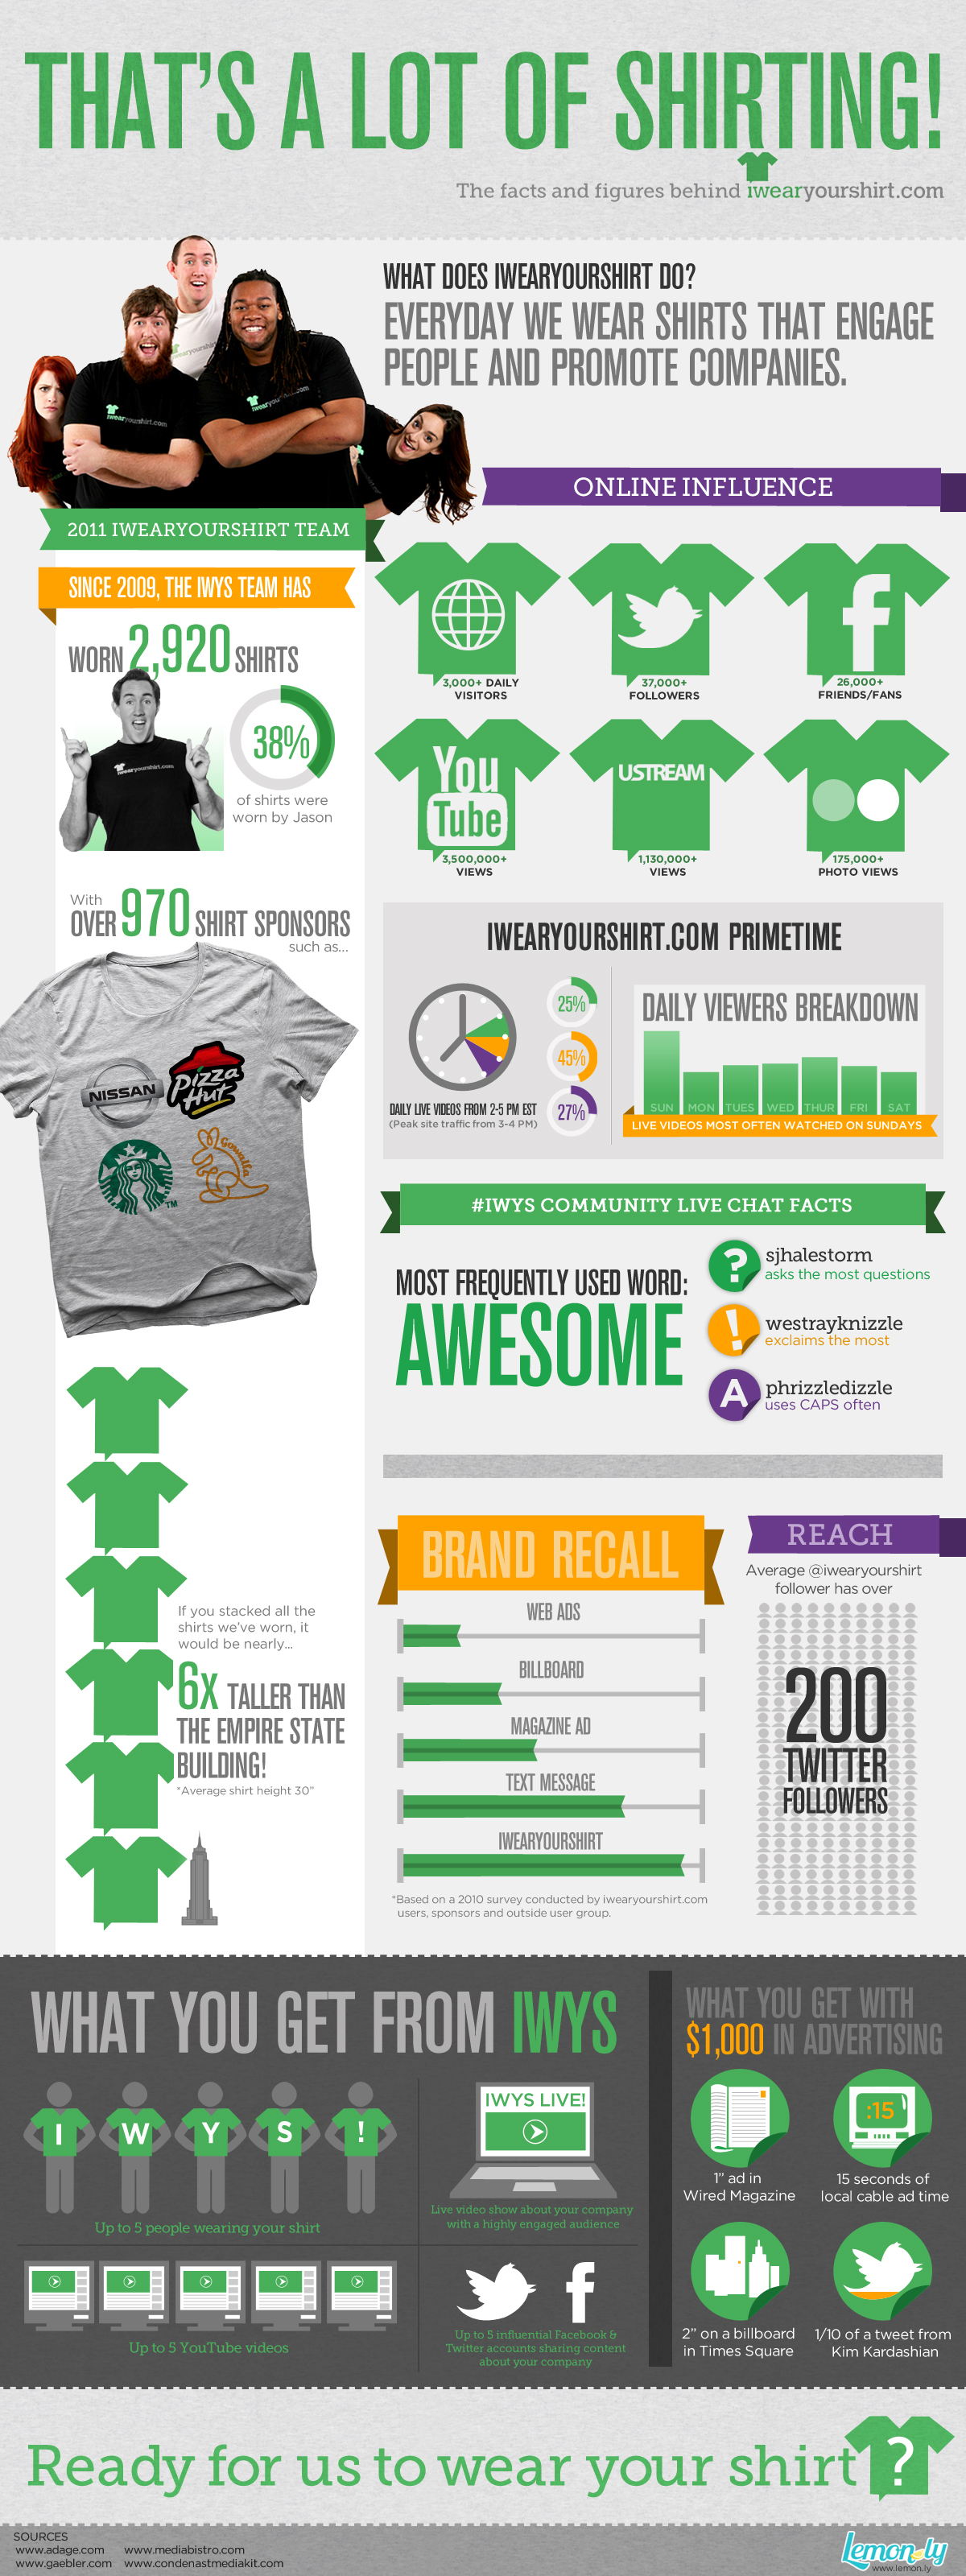 THAT'S A LOT OF SHIRTING!
The facts and figures behind iwearyourshirt.com
WHAT DOES IWEARYOURSHIRT DO?
EVERYDAY WE WEAR SHIRTS THAT ENGAGE
PEOPLE AND PROMOTE COMPANIES.
iwearyourshirt.com
iwearyourshirt.com
2011 IWEARYOURSHIRT TEAM
SINCE 2009, THE IWYS TEAM HAS
WORN 2,920 SHIRTS
iwearyourshirt.com
38%
of shirts were
worn by Jason
With
OVER 970 SHIRT SPONSORS
such as...
NISSAN
Pizza
Hut
Gowalla
TM
If you stacked all the
shirts we've worn, it
would be nearly...
6X TALLER THAN
THE EMPIRE STATE
BUILDING!
*Average shirt height 30"
ONLINE INFLUENCE
3,000+ DAILY
VISITORS
37,000+
FOLLOWERS
f
26,000+
FRIENDS/FANS
You
Tube
3,500,000+
VIEWS
USTREAM
1,130,000+
VIEWS
175,000+
PHOTO VIEWS
IWEARYOURSHIRT.COM PRIMETIME
25%
45%
27%
DAILY LIVE VIDEOS FROM 2-5 PM EST
(Peak site traffic from 3-4 PM)
DAILY VIEWERS BREAKDOWN
SUN MON TUES WED THUR FRI SAT
LIVE VIDEOS MOST OFTEN WATCHED ON SUNDAYS
#IWYS COMMUNITY LIVE CHAT FACTS
MOST FREQUENTLY USED WORD:
AWESOME
?
sjhalestorm
asks the most questions
!
westrayknizzle
exclaims the most
A
phrizzledizzle
uses CAPS often
BRAND RECALL
WEB ADS
BILLBOARD
MAGAZINE AD
TEXT MESSAGE
IWEARYOURSHIRT
*Based on a 2010 survey conducted by iwearyourshirt.com
users, sponsors and outside user group.
REACH
Average @iwearyourshirt
follower has over
200
TWITTER
FOLLOWERS
WHAT YOU GET FROM IWYS
I W Y S !
Up to 5 people wearing your shirt
IWYS LIVE!
Live video show about your company
with a highly engaged audience
Up to 5 YouTube videos
f
Up to 5 influential Facebook &
Twitter accounts sharing content
about your company
WHAT YOU GET WITH
$1,000 IN ADVERTISING
1" ad in
Wired Magazine
:15
15 seconds of
local cable ad time
2" on a billboard
in Times Square
1/10 of a tweet from
Kim Kardashian
Ready for us to wear your shirt?
SOURCES
www.adage.com www.mediabistro.com
www.gaebler.com www.condenastmediakit.com
Lemon.ly
www.lemon.ly